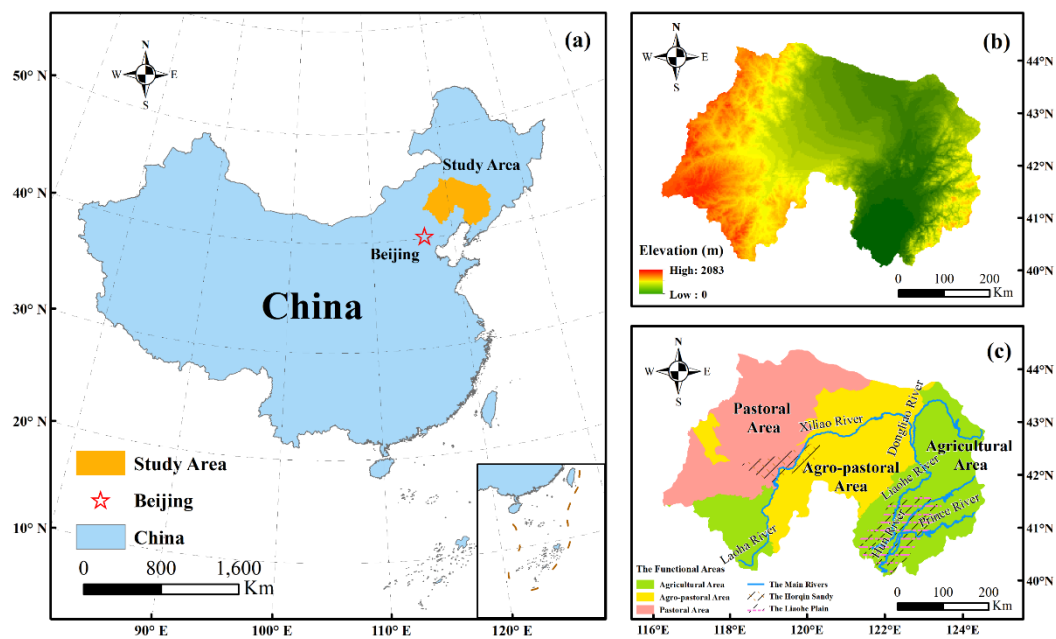 (a)
N
W E
S
50° N
40° N
30° N
20° N
10° N
Study Area
Beijing
China
Study Area
Beijing
China
0 800 1,600
Km
90° E 100° E 110° E 120° E
(b)
N
W E
S
44° N
43° N
42° N
41° N
40° N
Elevation (m)
High: 2083
Low : 0
0 100 200
Km
(c)
N
W E
S
44° N
43° N
42° N
41° N
40° N
Pastoral
Area
Xiliao River
Dongliao River
Agricultural
Area
Agro-pastoral
Area
Liaohe River
Prince River
Hun River
Laoha River
The Functional Areas
Agricultural Area
Agro-pastoral Area
Pastoral Area
The Main Rivers
The Horqin Sandy
The Liaohe Plain
0 100 200
Km
116° E 118° E 120° E 122° E 124° E